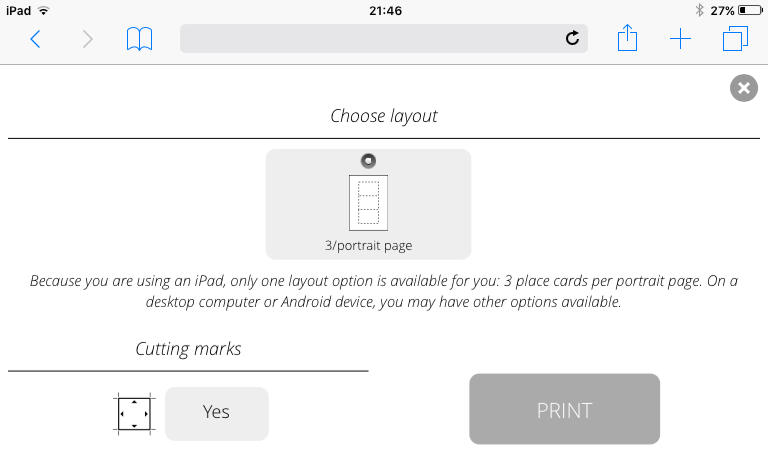 iPad 21:46 27%
Choose layout
3/portrait page
Because you are using an iPad, only one layout option is available for you: 3 place cards per portrait page. On a
desktop computer or Android device, you may have other options available.
Cutting marks
Yes
PRINT